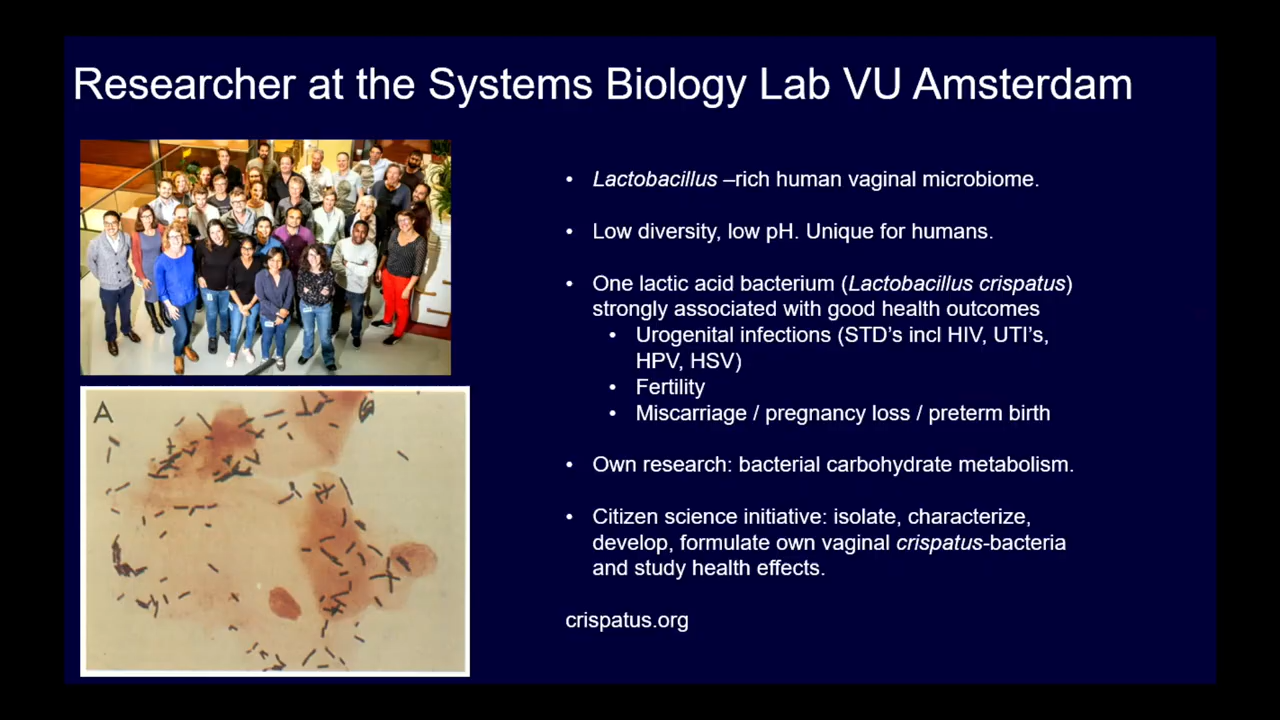 Researcher at the Systems Biology Lab VU Amsterdam
• Lactobacillus –rich human vaginal microbiome.
• Low diversity, low pH. Unique for humans.
• One lactic acid bacterium (Lactobacillus crispatus)
strongly associated with good health outcomes
• Urogenital infections (STD’s incl HIV, UTI’s,
HPV, HSV)
• Fertility
• Miscarriage / pregnancy loss / preterm birth
• Own research: bacterial carbohydrate metabolism.
• Citizen science initiative: isolate, characterize,
develop, formulate own vaginal crispatus-bacteria
and study health effects.
crispatus.org
A